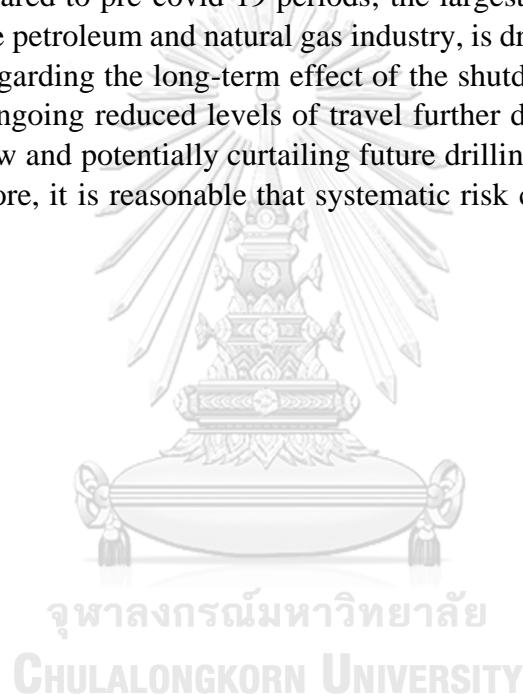 ared to pre covid 19 periods, the largest
e petroleum and natural gas industry, is dr
garding the long-term effect of the shutd
ngoing reduced levels of travel further d
w and potentially curtailing future drillin
ore, it is reasonable that systematic risk c
จุฬาลงกรณ์มหาวิทยาลัย
CHULALONGKORN UNIVERSITY